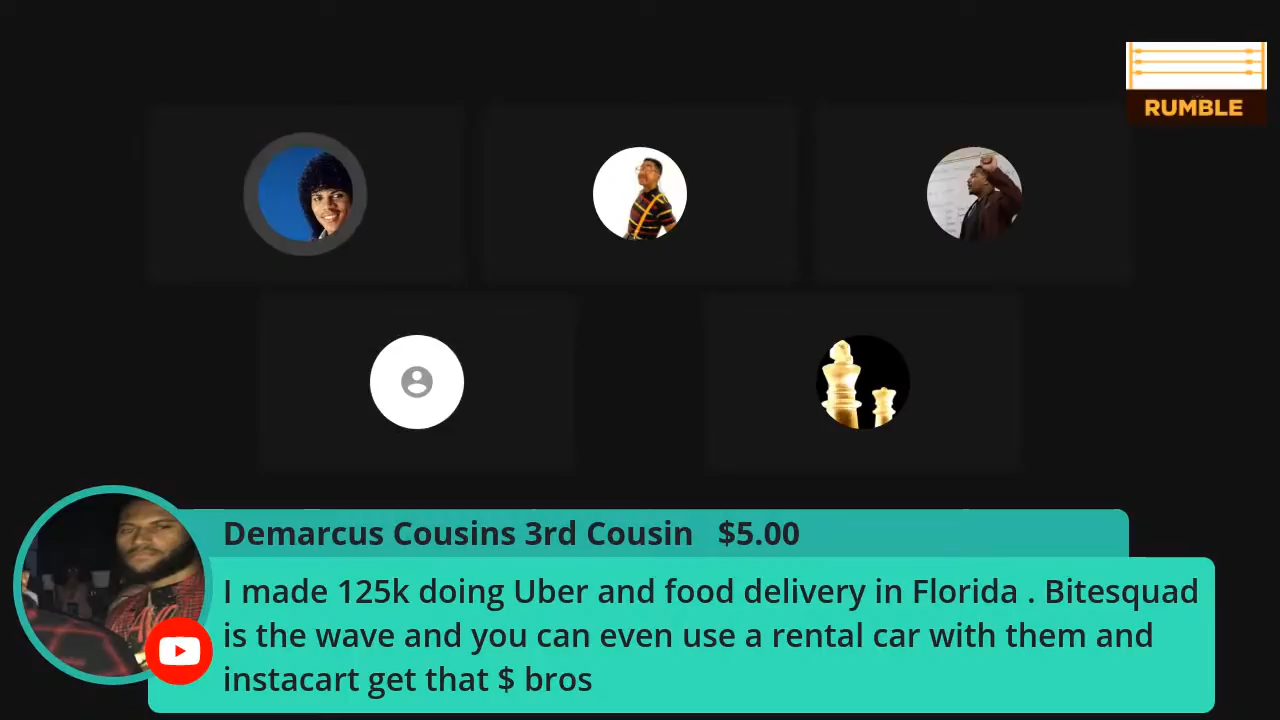 RUMBLE
Demarcus Cousins 3rd Cousin $5.00
I made 125k doing Uber and food delivery in Florida . Bitesquad
is the wave and you can even use a rental car with them and
instacart get that $ bros